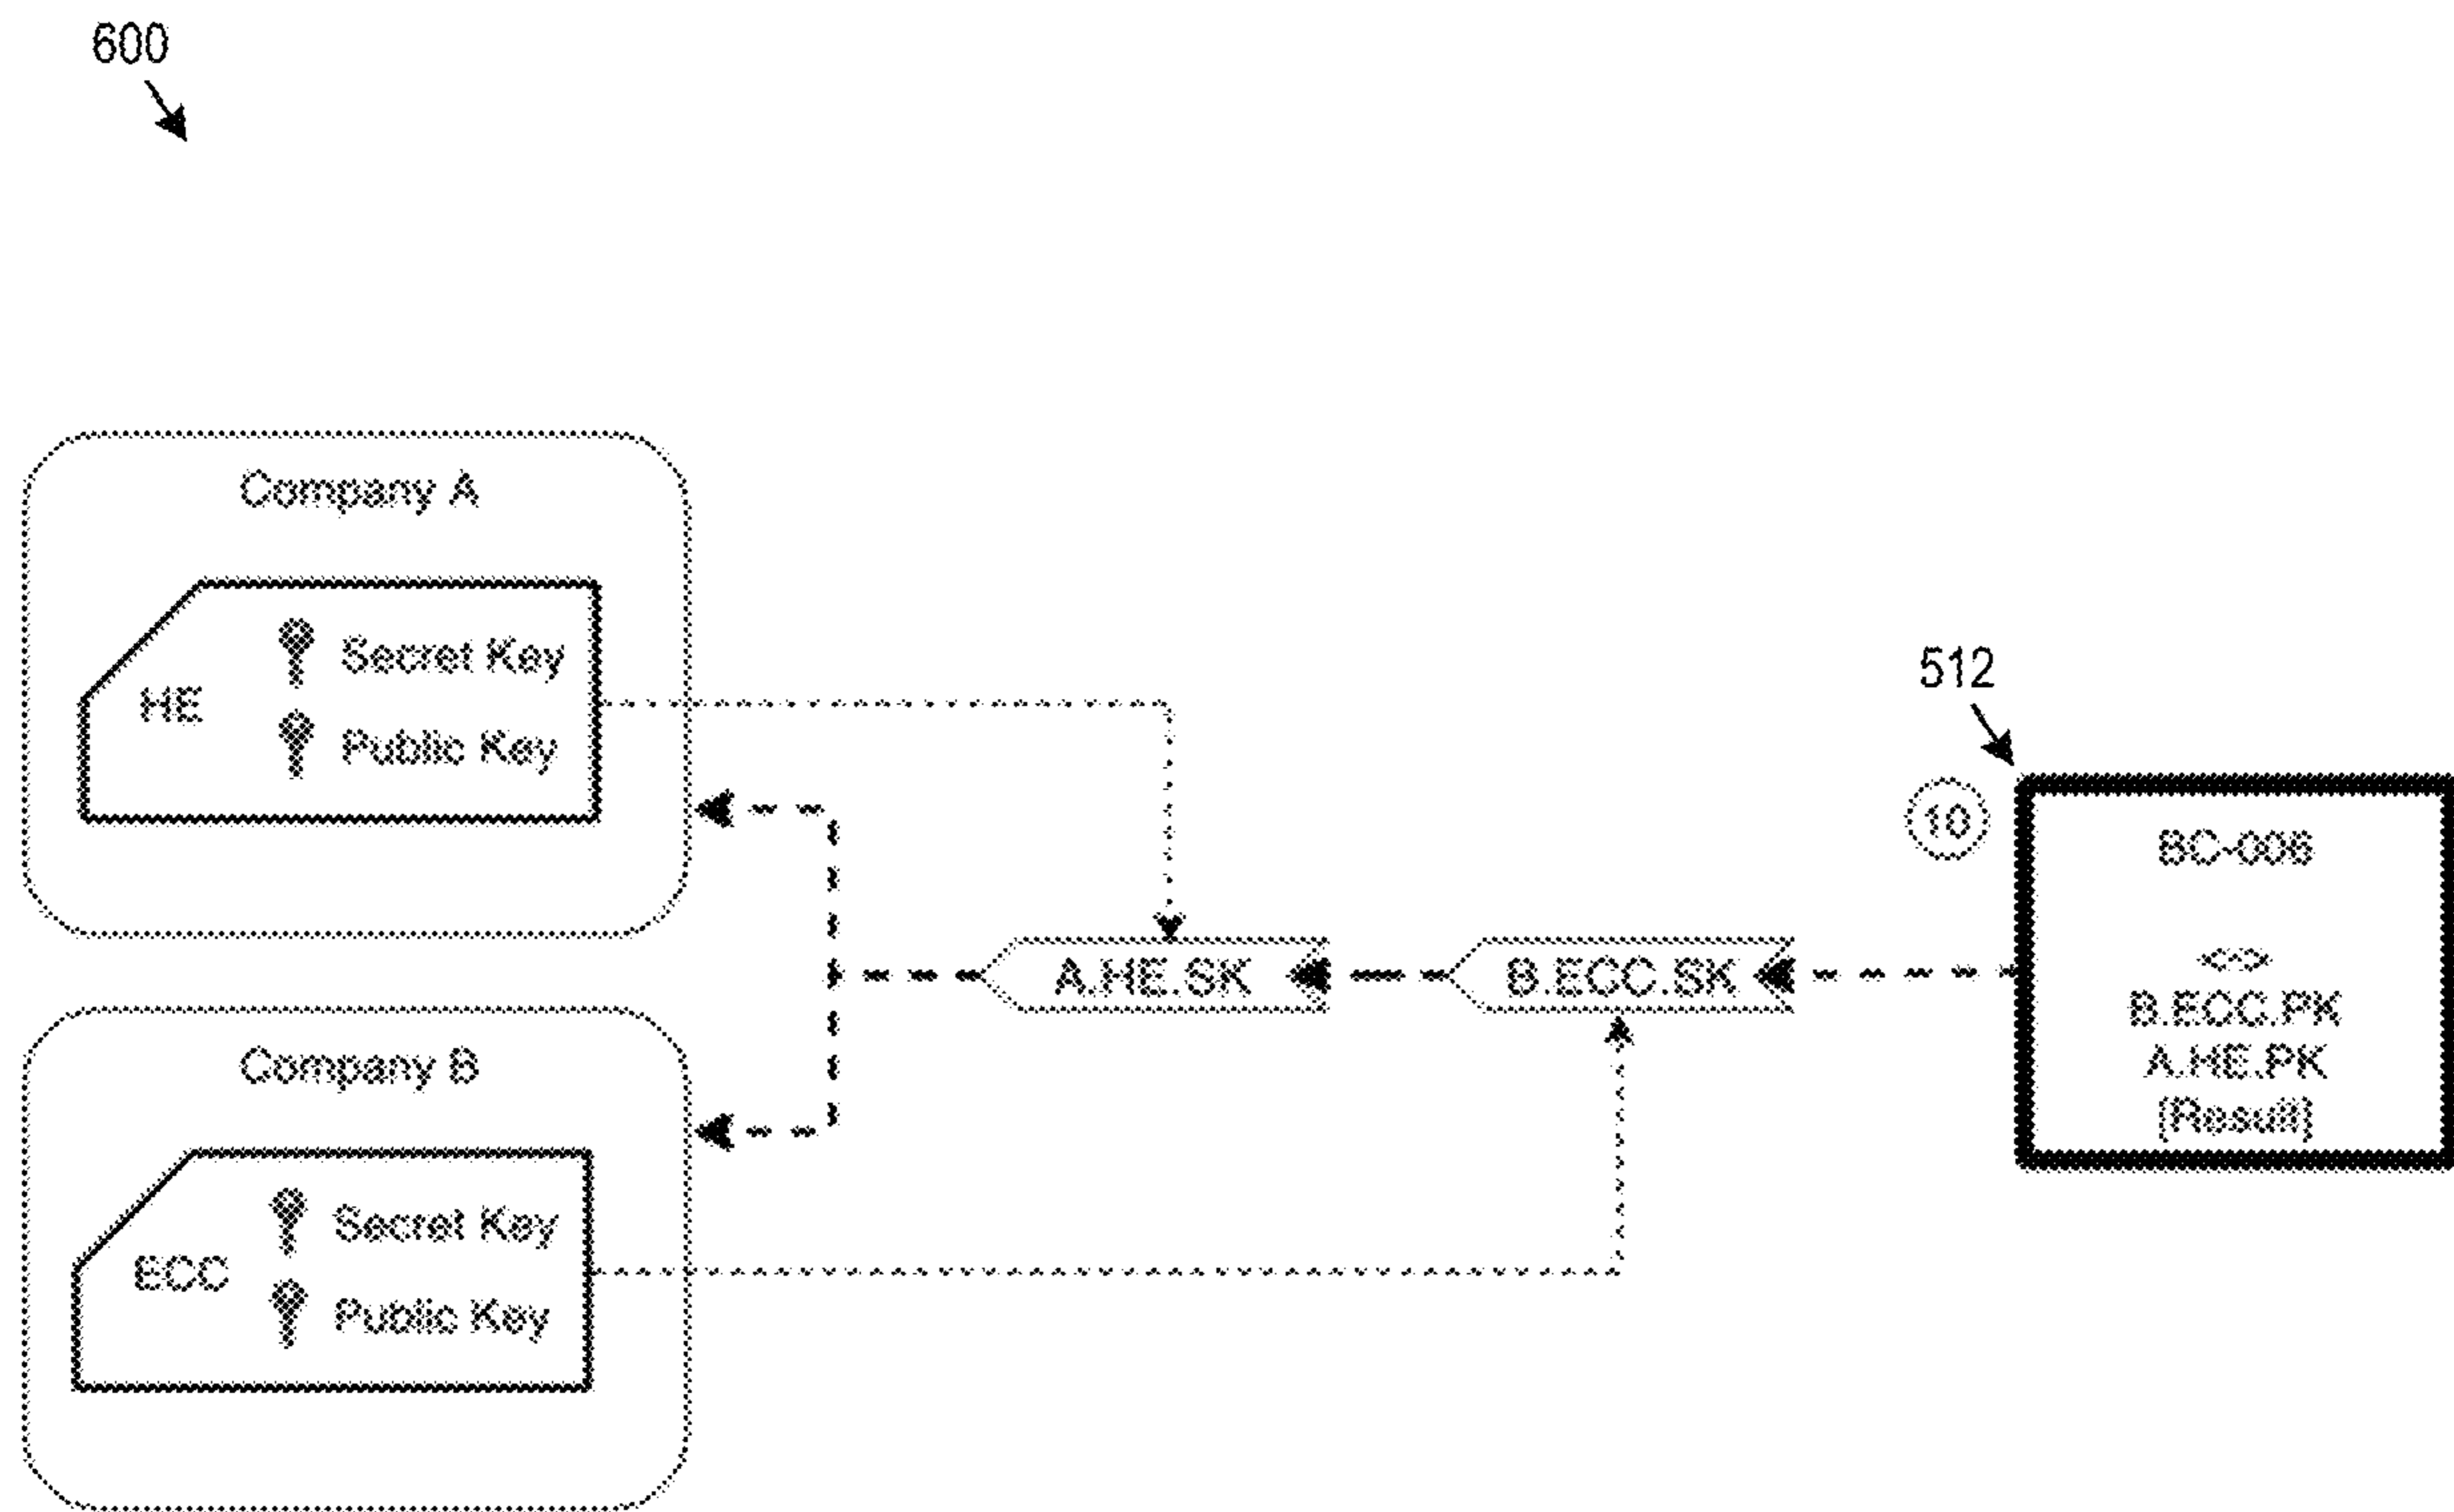 600
Company A
HE
Secret Key
Public Key
512
10
BC-006
<>
B.ECC.PK
A.HE.PK
[Result]
A.HE.SK
B.ECC.SK
Company B
ECC
Secret Key
Public Key